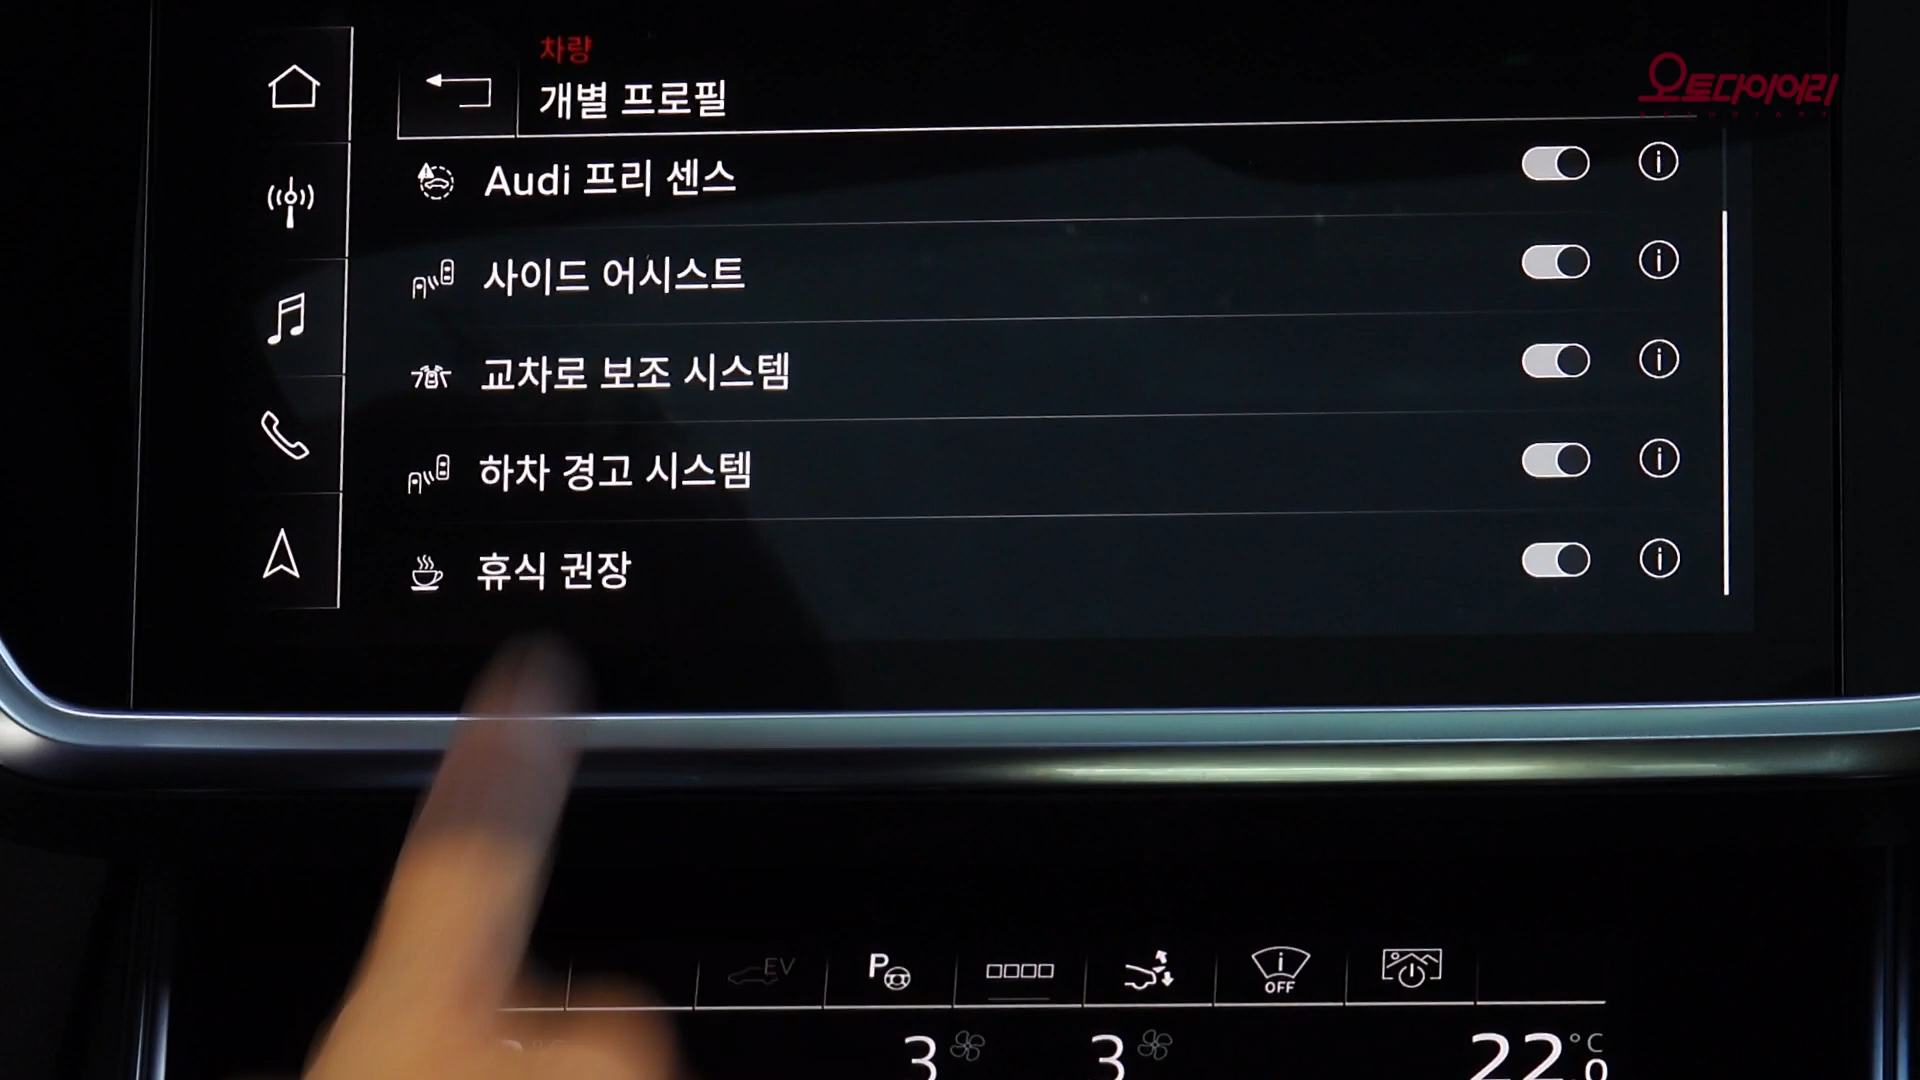 차량
개별 프로필
오토다이어리
Audi 프리 센스
사이드 어시스트
교차로 보조 시스템
하차 경고 시스템
휴식 권장
EV
P
OFF
3
3
22.0
°C